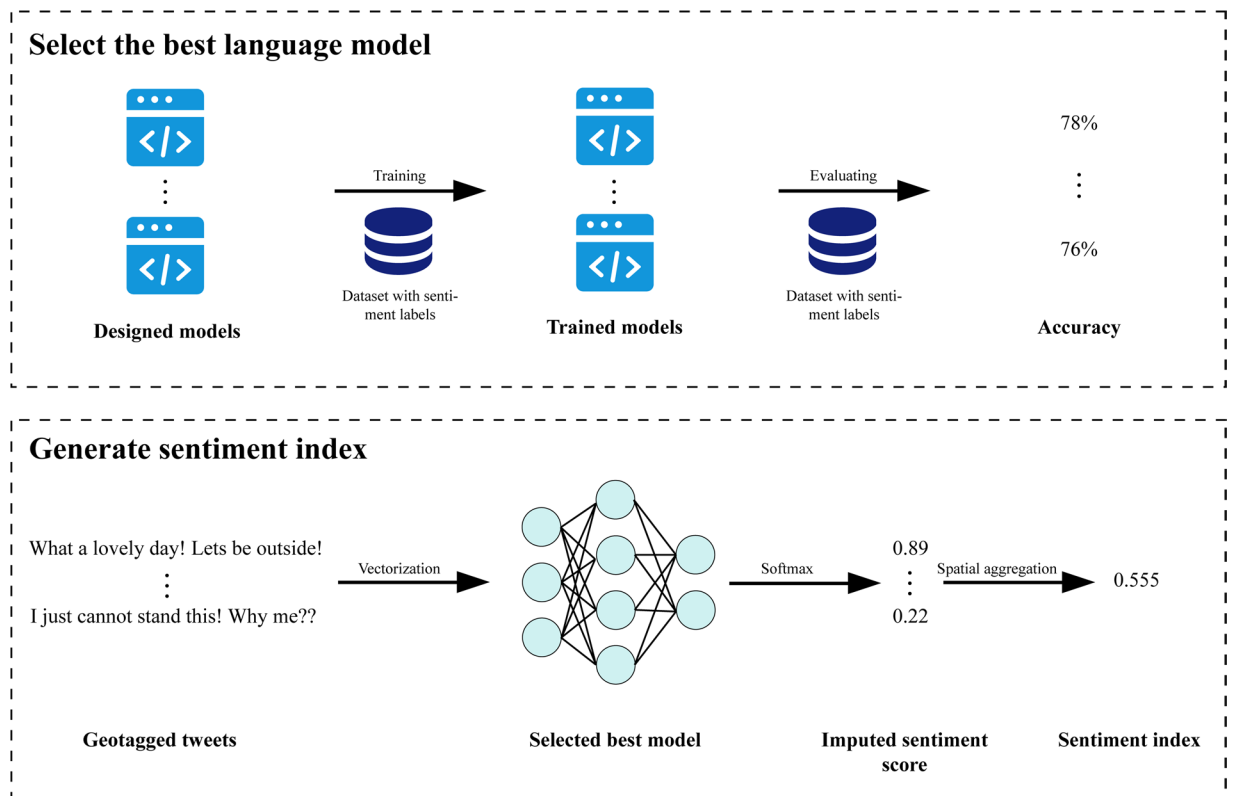 Select the best language model
</>
</>
78%
Training
Evaluating
</>
</>
76%
Dataset with senti-
ment labels
Dataset with senti-
ment labels
Designed models
Trained models
Accuracy
Generate sentiment index
What a lovely day! Lets be outside!
I just cannot stand this! Why me??
Vectorization
Softmax
0.89
0.22
Spatial aggregation
0.555
Geotagged tweets
Selected best model
Imputed sentiment
score
Sentiment index